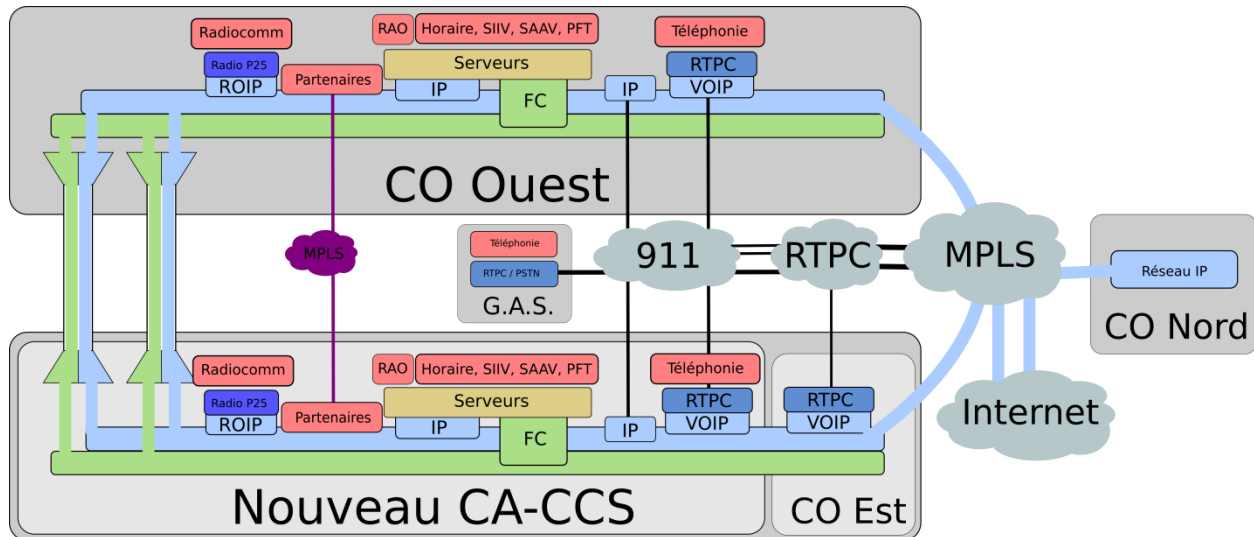 Radiocomm
RAO
Horaire, SIIV, SAAV, PFT
Téléphonie
Radio P25
Partenaires
Serveurs
RTPC
ROIP
IP
FC
IP
VOIP
CO Ouest
MPLS
Téléphonie
RTPC / PSTN
G.A.S.
911
RTPC
MPLS
Réseau IP
CO Nord
Internet
Radiocomm
RAO
Horaire, SIIV, SAAV, PFT
Téléphonie
Radio P25
Partenaires
Serveurs
RTPC
RTPC
ROIP
IP
FC
IP
VOIP
VOIP
Nouveau CA-CCS
CO Est